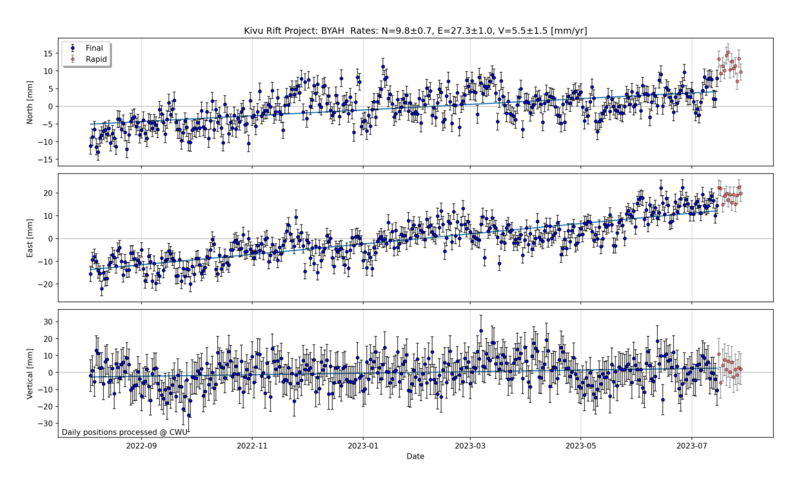 Kivu Rift Project: BYAH  Rates: N=9.8±0.7, E=27.3±1.0, V=5.5±1.5 [mm/yr]
Final
Rapid
15
10
5
0
−5
−10
−15
North [mm]
20
10
0
−10
−20
East [mm]
30
20
10
0
−10
−20
−30
Vertical [mm]
Daily positions processed @ CWU
2022-09 2022-11 2023-01 2023-03 2023-05 2023-07
Date